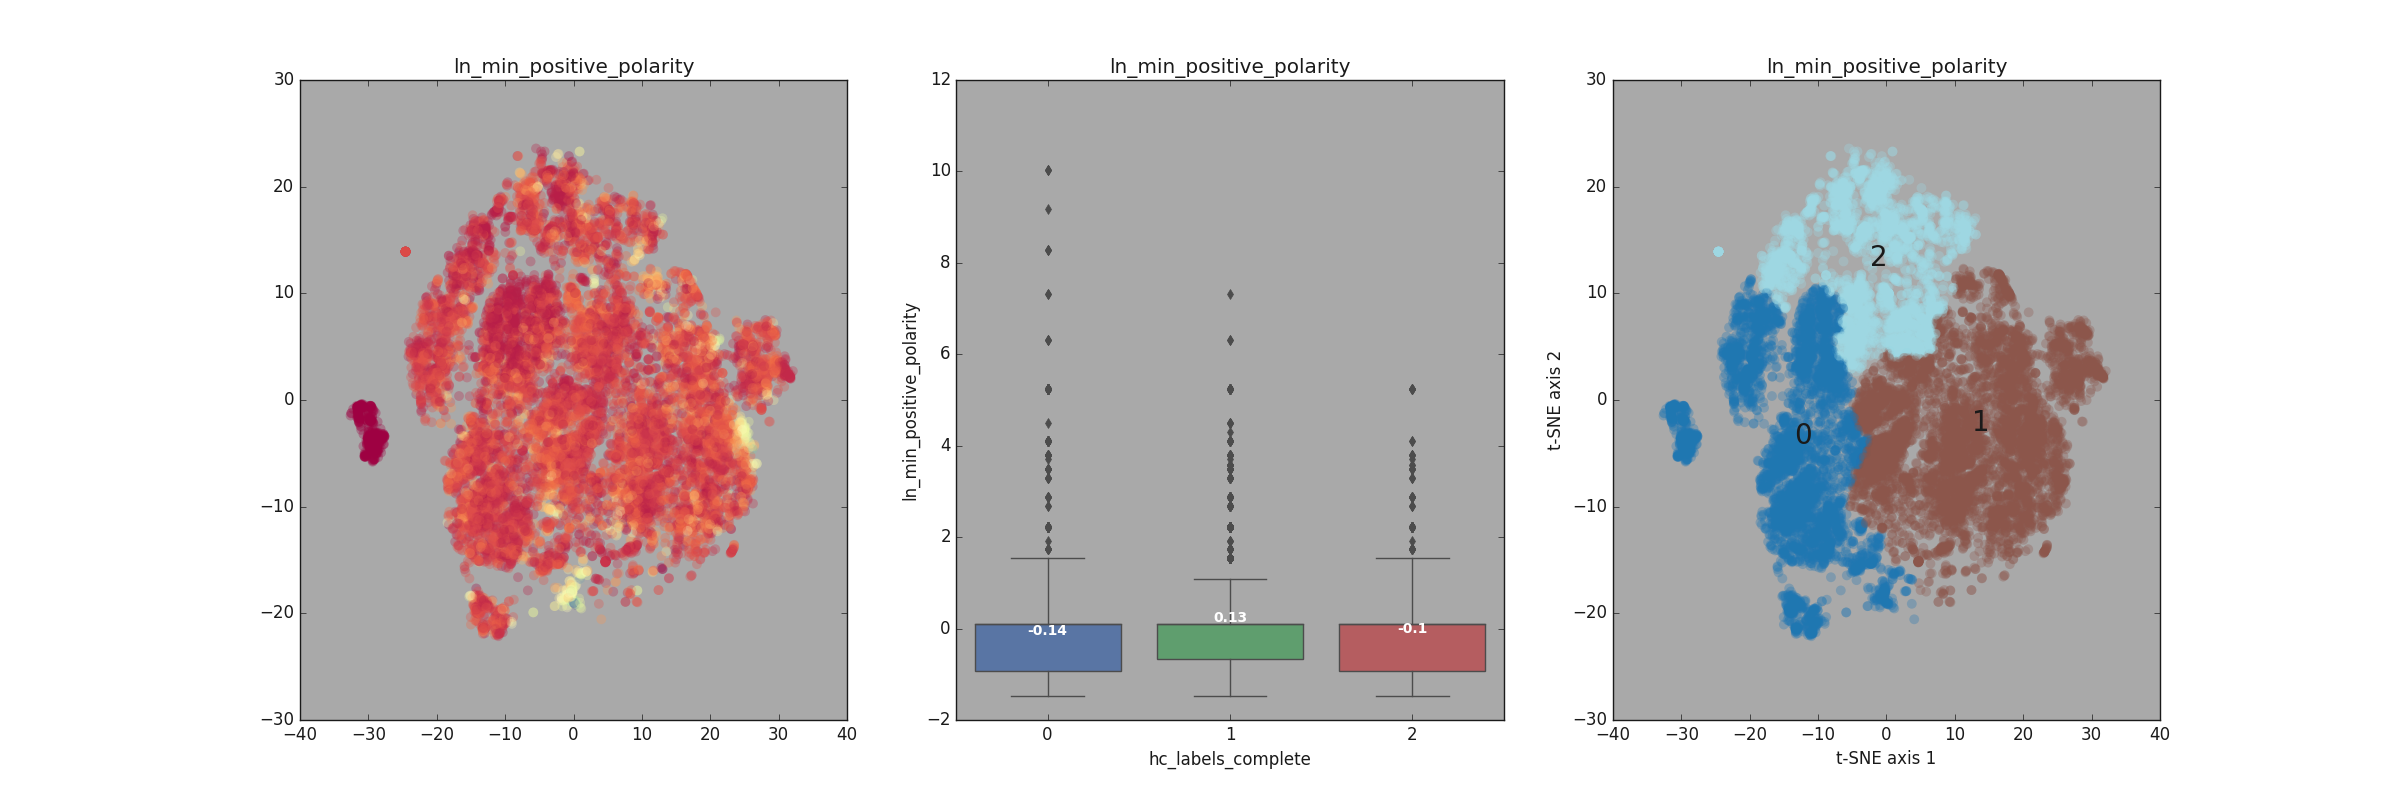 ln_min_positive_polarity
30
20
10
0
−10
−20
−30
−40 −30 −20 −10 0 10 20 30 40
ln_min_positive_polarity
ln_min_positive_polarity
12
10
8
6
4
2
0
−2
-0.14
0.13
-0.1
0 1 2
hc_labels_complete
ln_min_positive_polarity
t-SNE axis 2
30
20
10
0
−10
−20
−30
2
1
0
−40 −30 −20 −10 0 10 20 30 40
t-SNE axis 1